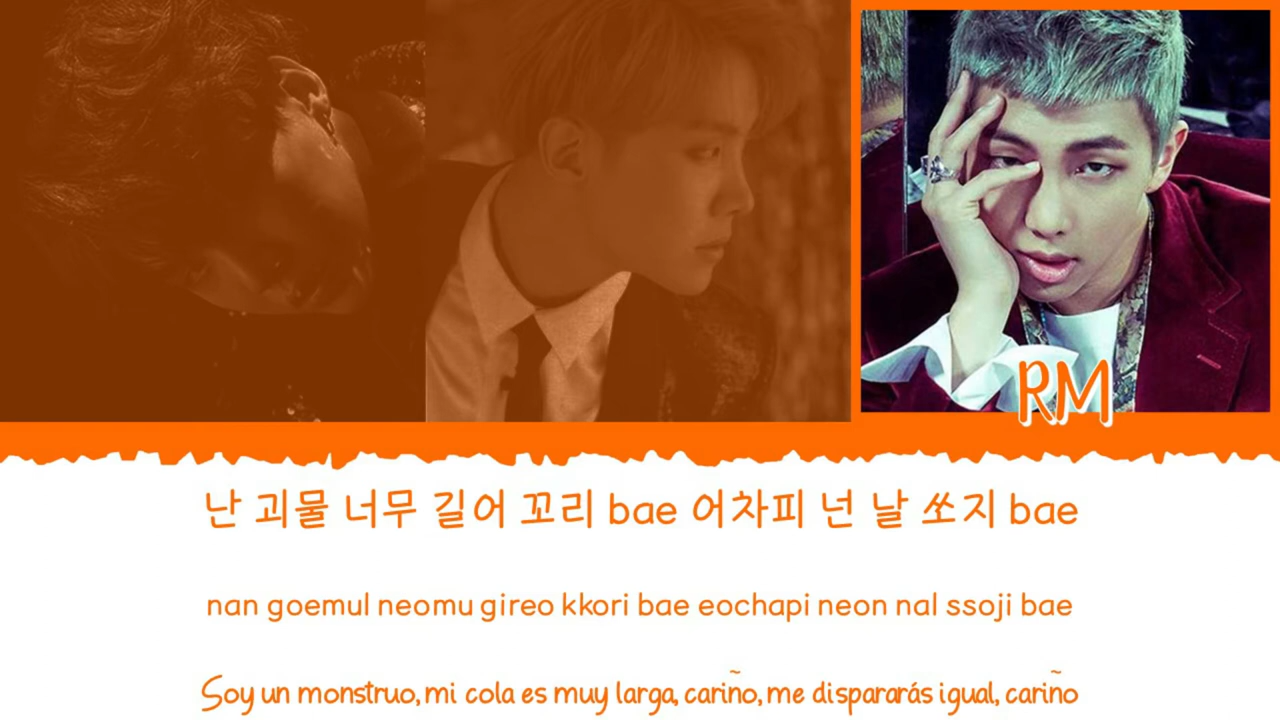 RM
난 괴물 너무 길어 꼬리 bae 어차피 넌 날 쏘지 bae
nan goemul neomu gireo kkori bae eochapi neon nal ssoji bae
Soy un monstruo, mi cola es muy larga, cariño, me dispararás igual, cariño